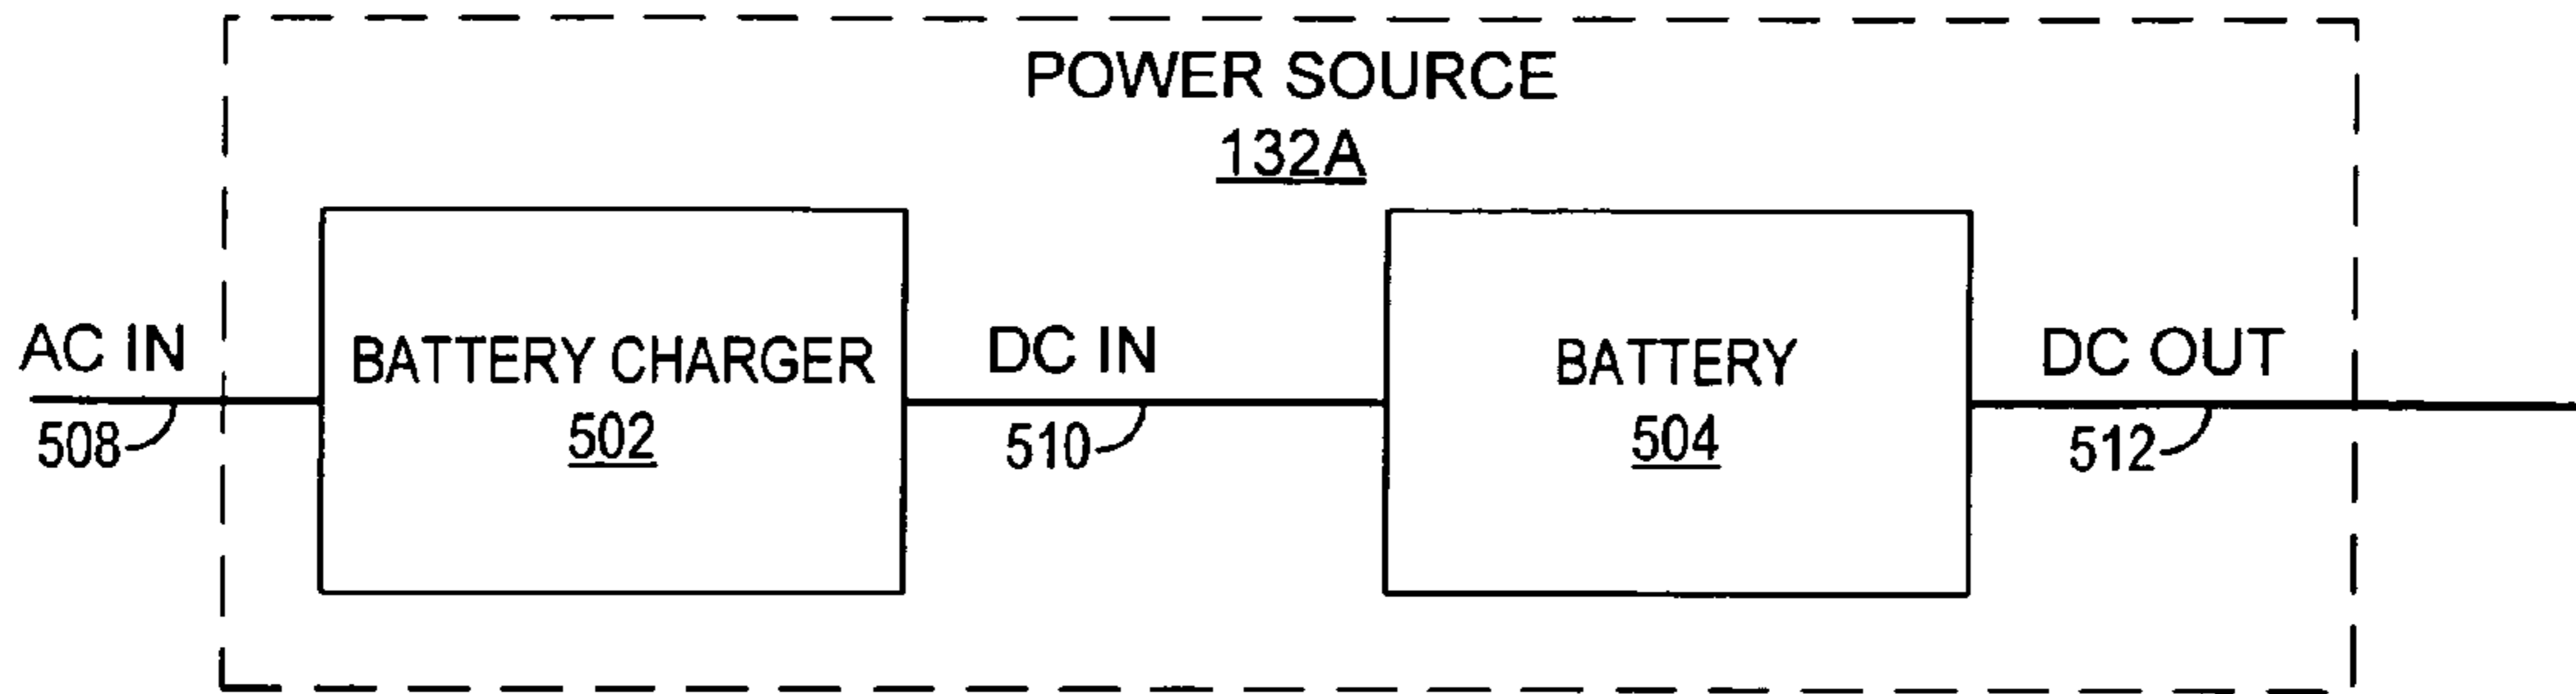 POWER SOURCE
132A
AC IN
508
BATTERY CHARGER
502
DC IN
510
BATTERY
504
DC OUT
512